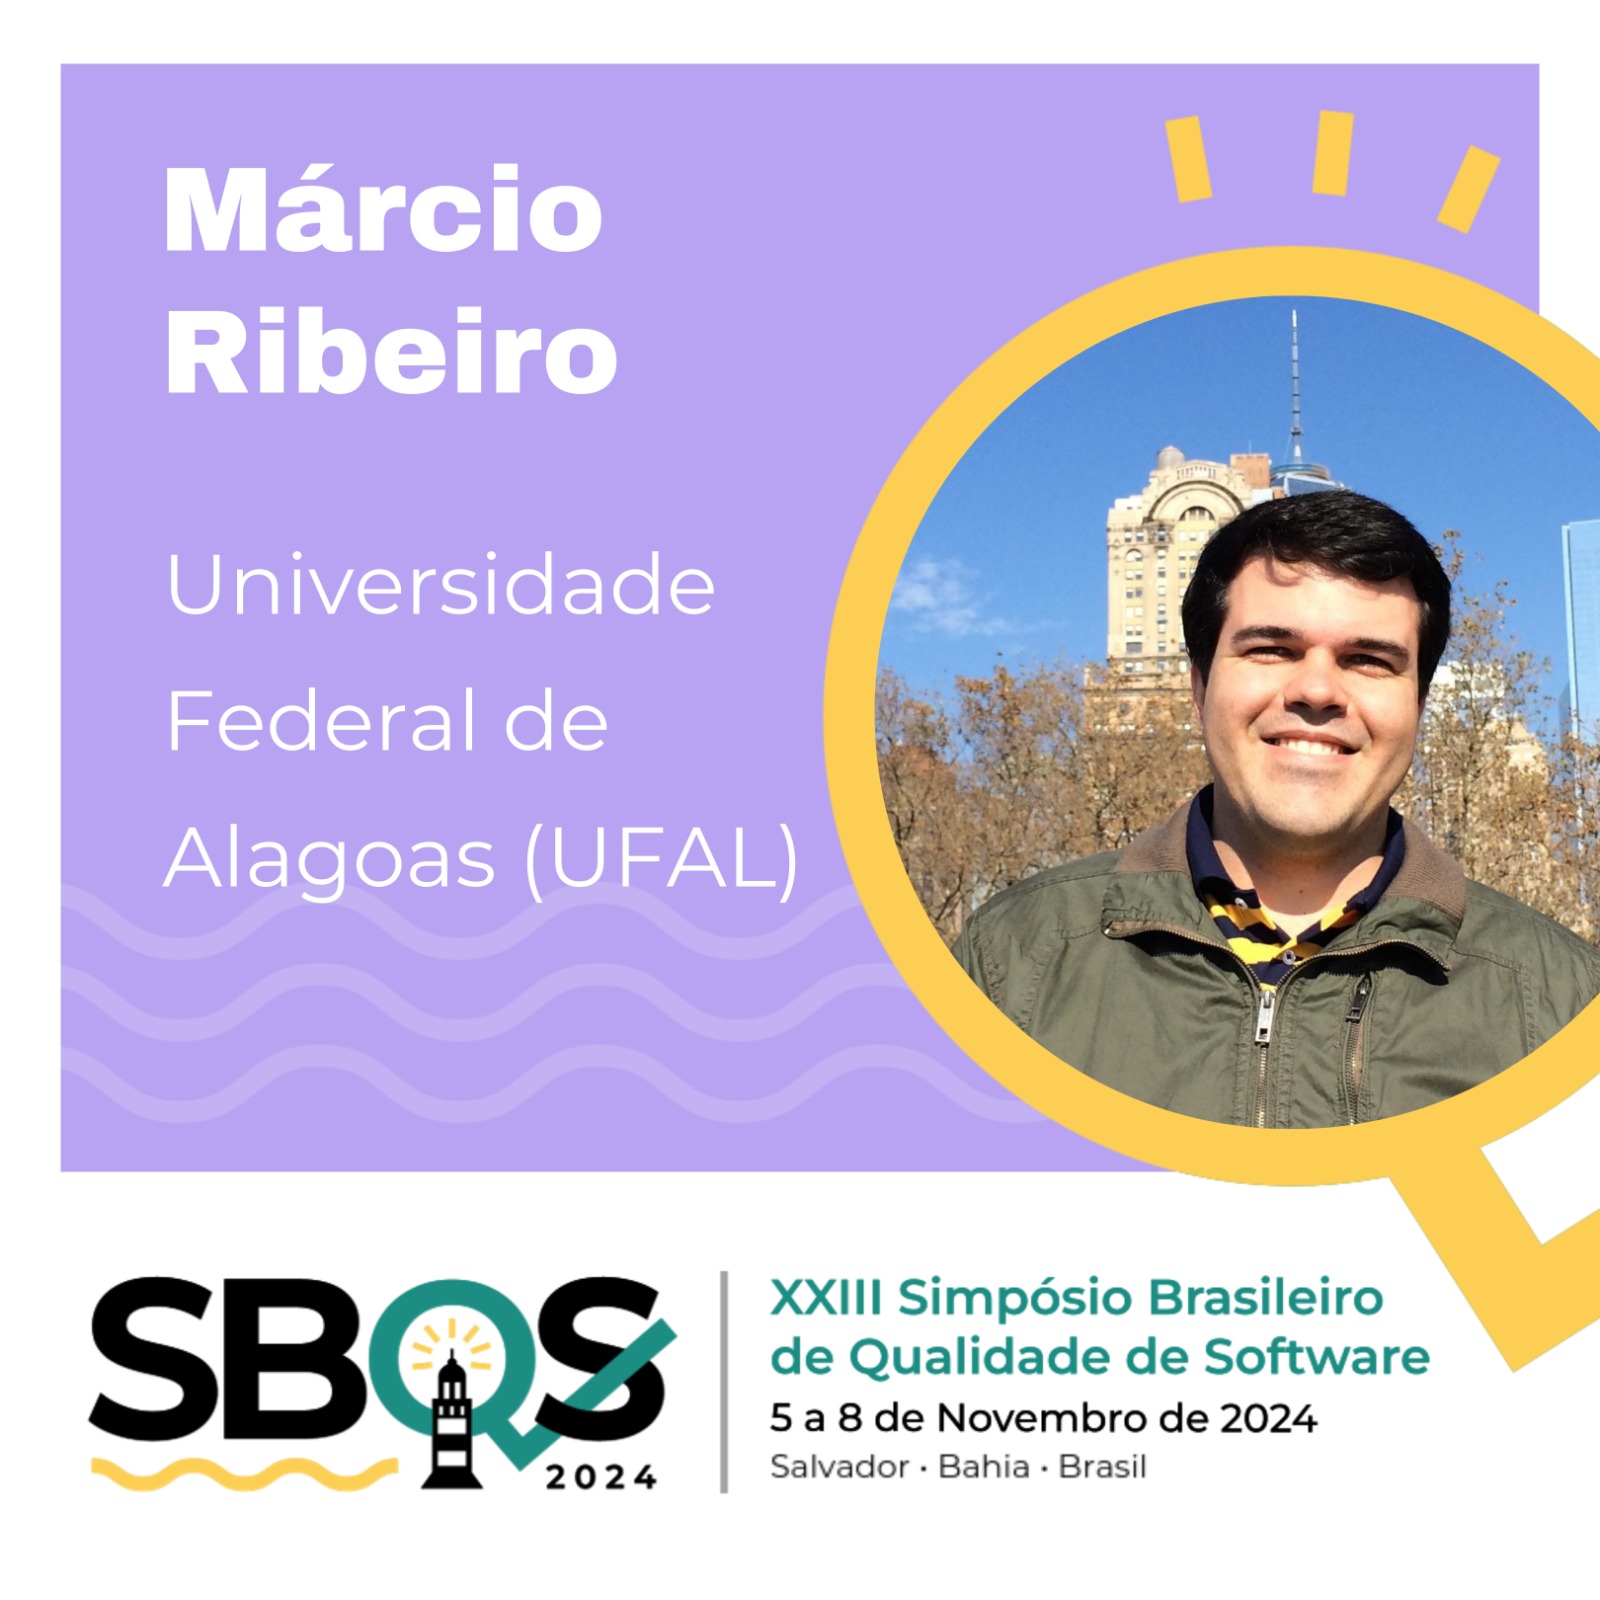 Márcio
Ribeiro
Universidade
Federal de
Alagoas (UFAL)
SBQS
2024
XXIII Simpósio Brasileiro
de Qualidade de Software
5 a 8 de Novembro de 2024
Salvador · Bahia · Brasil